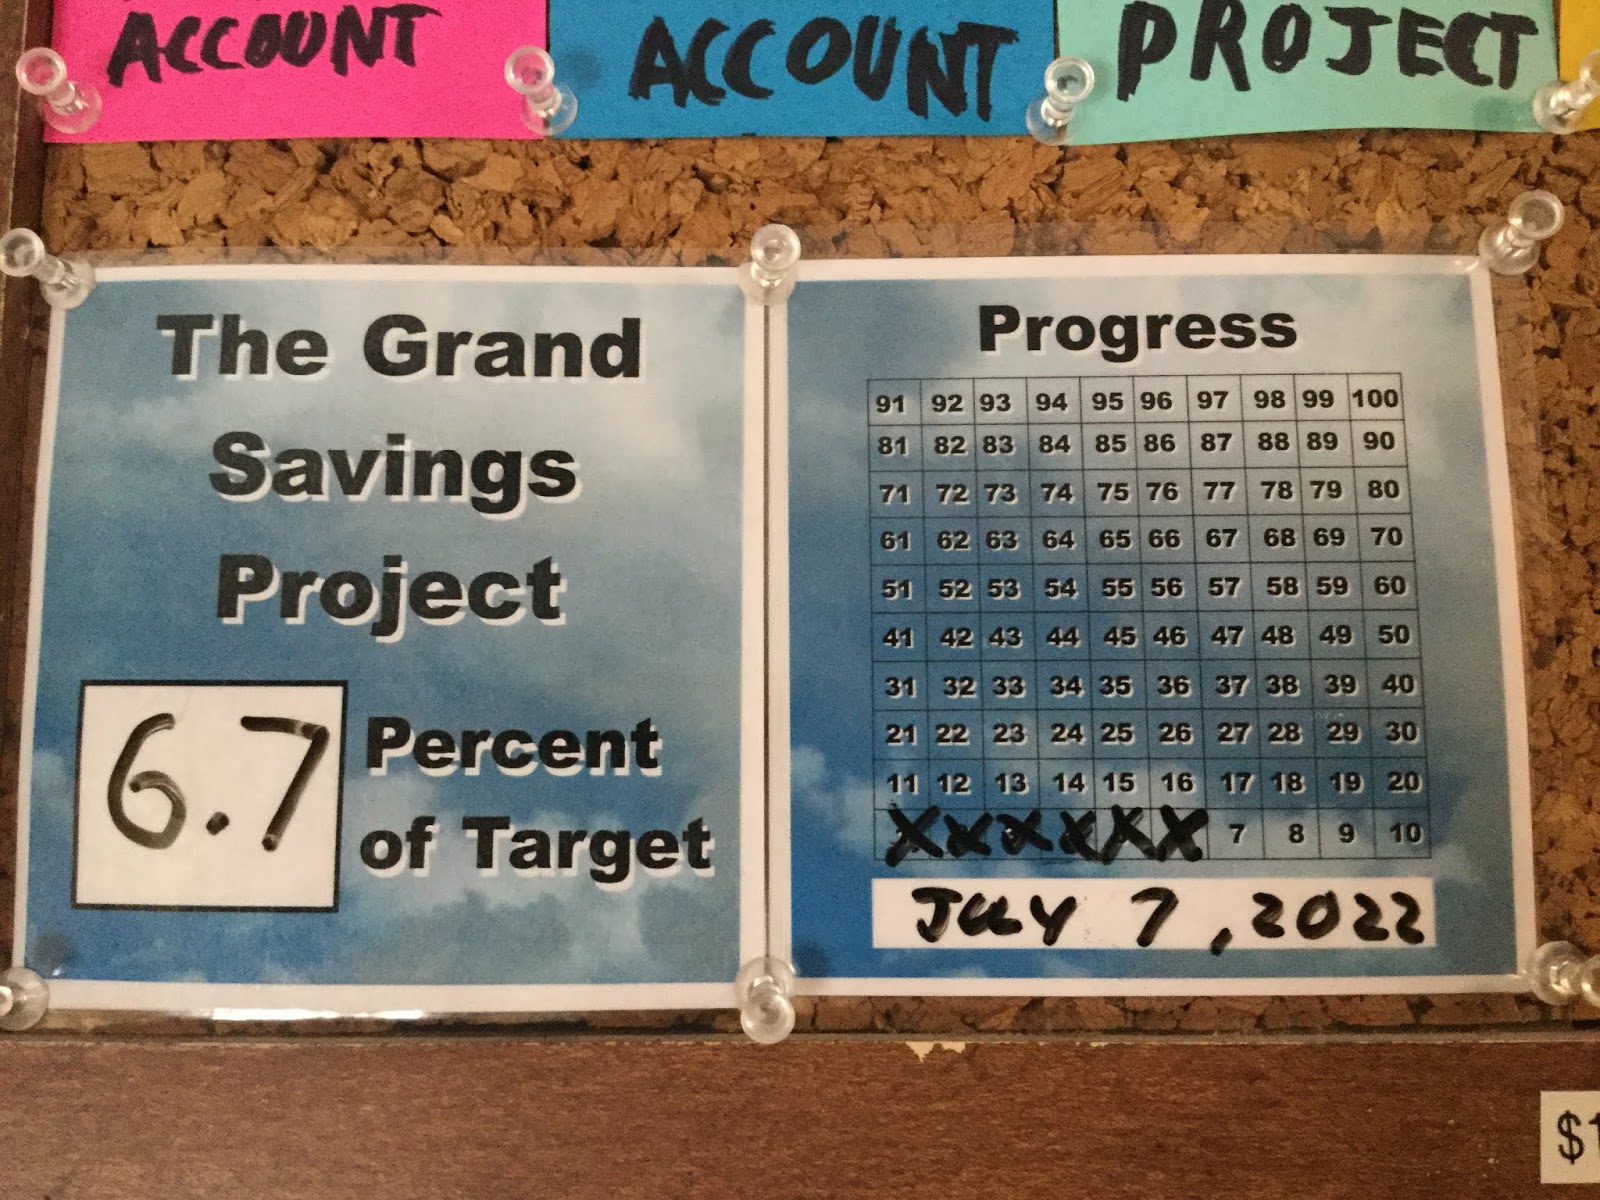 ACCOUNT
ACCOUNT
PROJECT
The Grand
Savings
Project
6.7
Percent
of Target
Progress
91 92 93 94 95 96 97 98 99 100
81 82 83 84 85 86 87 88 89 90
71 72 73 74 75 76 77 78 79 80
61 62 63 64 65 66 67 68 69 70
51 52 53 54 55 56 57 58 59 60
41 42 43 44 45 46 47 48 49 50
31 32 33 34 35 36 37 38 39 40
21 22 23 24 25 26 27 28 29 30
11 12 13 14 15 16 17 18 19 20
X X X X X X 7 8 9 10
JULY 7, 2022